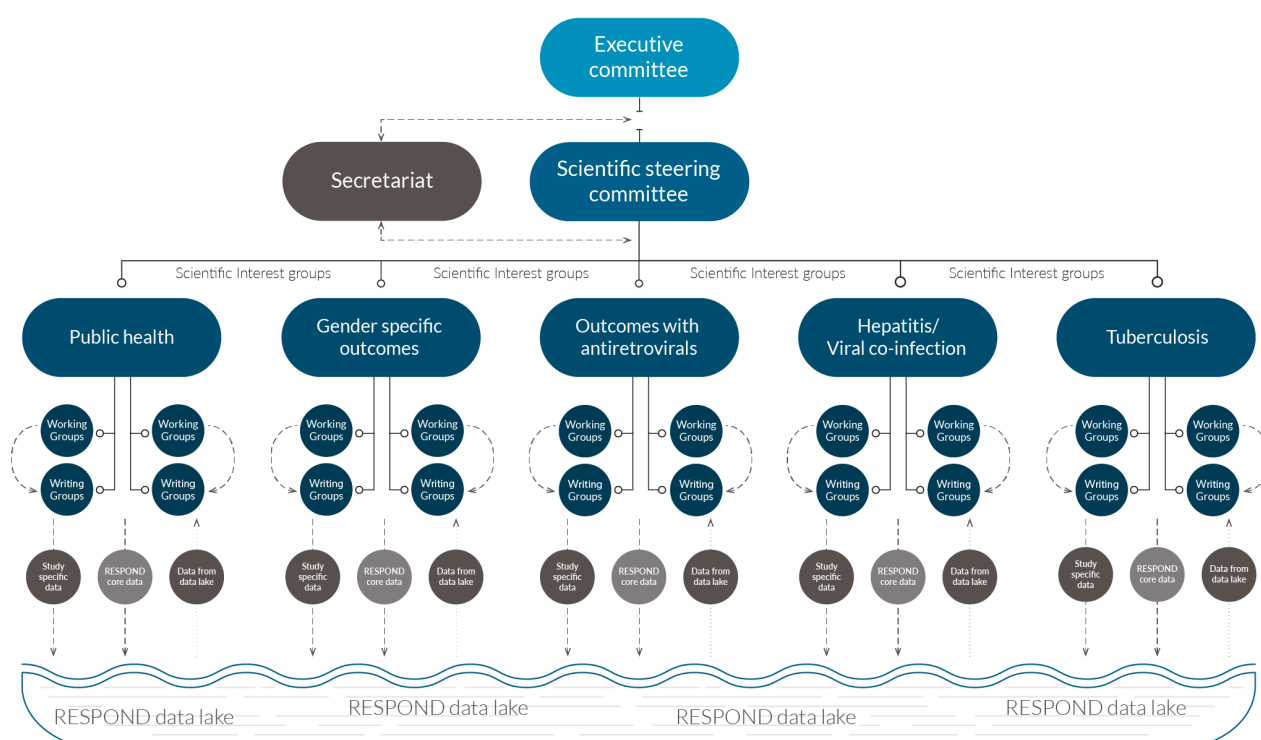 Executive
committee
Secretariat
Scientific steering
committee
Scientific Interest groups
Scientific Interest groups
Scientific Interest groups
Scientific Interest groups
Public health
Gender specific
outcomes
Outcomes with
antiretrovirals
Hepatitis/
Viral co-infection
Tuberculosis
Working
Groups
Working
Groups
Working
Groups
Working
Groups
Working
Groups
Working
Groups
Working
Groups
Working
Groups
Working
Groups
Working
Groups
Writing
Groups
Writing
Groups
Writing
Groups
Writing
Groups
Writing
Groups
Writing
Groups
Writing
Groups
Writing
Groups
Writing
Groups
Writing
Groups
Study
specific
data
RESPOND
core data
Data from
data lake
Study
specific
data
RESPOND
core data
Data from
data lake
Study
specific
data
RESPOND
core data
Data from
data lake
Study
specific
data
RESPOND
core data
Data from
data lake
Study
specific
data
RESPOND
core data
Data from
data lake
RESPOND data lake
RESPOND data lake
RESPOND data lake
RESPOND data lake